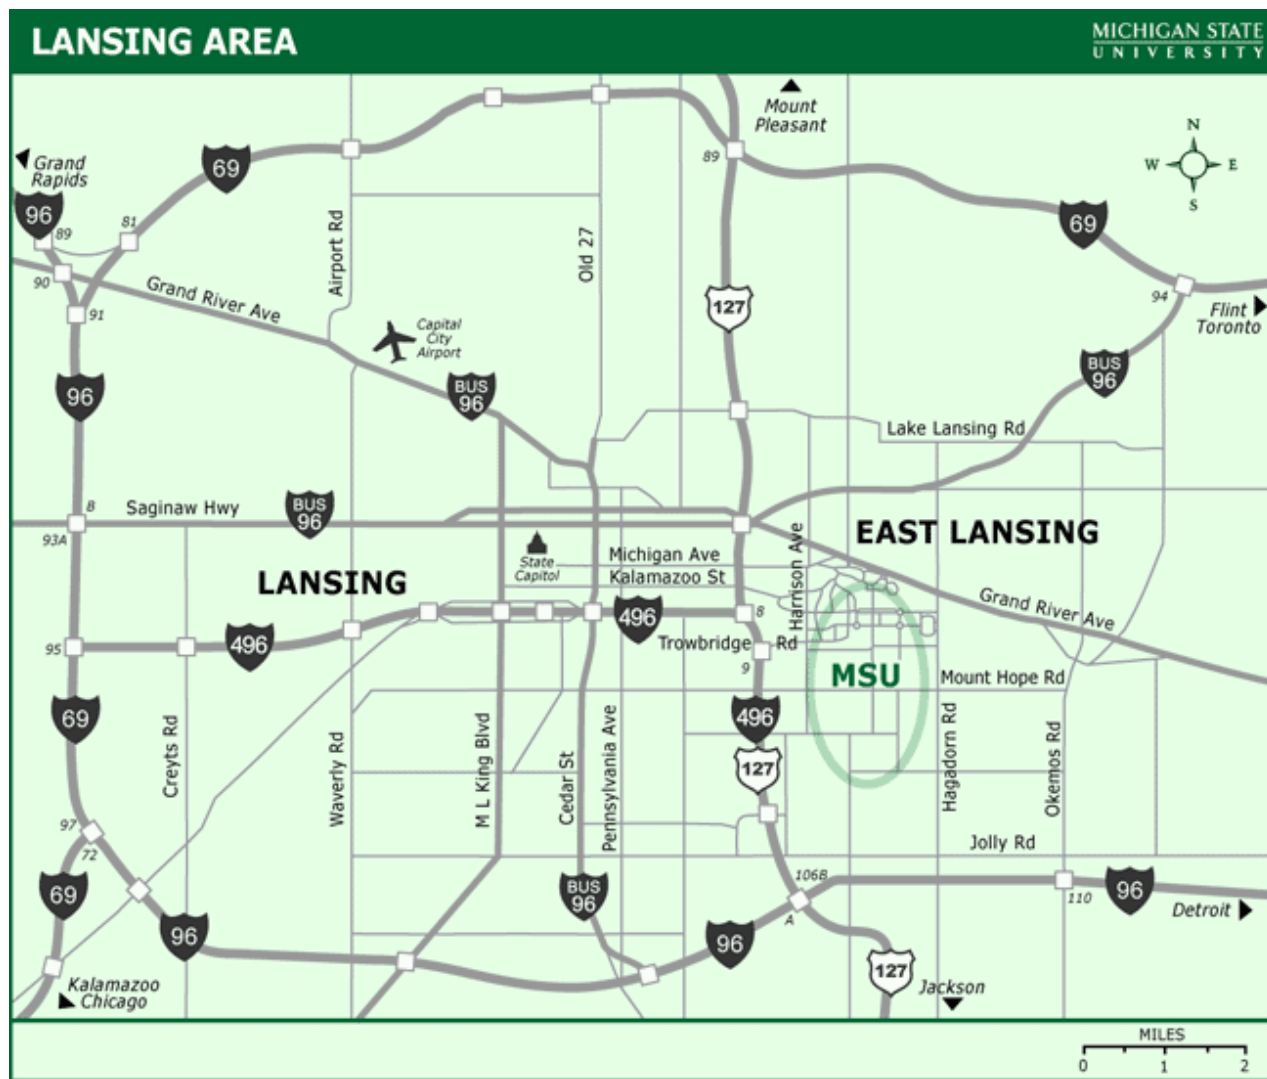 LANSING AREA
MICHIGAN STATE
UNIVERSITY
Mount
Pleasant
N
W E
S
Grand
Rapids
96
89
81
69
89
69
90
91
Grand River Ave
Airport Rd
Old 27
127
94
Flint
Toronto
Capital
City
Airport
BUS
96
BUS
96
96
Lake Lansing Rd
8
Saginaw Hwy
BUS
96
93A
EAST LANSING
State
Capitol
Michigan Ave
Kalamazoo St
Harrison Ave
LANSING
Grand River Ave
496
496
8
95
Trowbridge Rd
9
MSU
Mount Hope Rd
69
496
127
Creyts Rd
Waverly Rd
M L King Blvd
Cedar St
Pennsylvania Ave
Hagadorn Rd
Okemos Rd
97
72
Jolly Rd
69
BUS
96
106B
A
110
96
Detroit
96
96
127
Jackson
Kalamazoo
Chicago
MILES
0 1 2